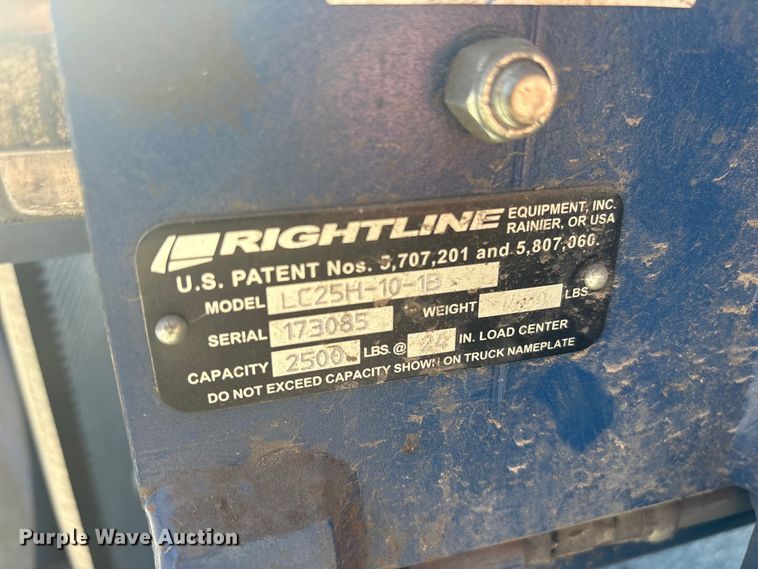 RIGHTLINE EQUIPMENT, INC.
RAINIER, OR USA
U.S. PATENT Nos. 5,707,201 and 5,807,060.
MODEL LC25H-10-1B
SERIAL 173085 WEIGHT LBS
CAPACITY 2500 LBS.@ 24 IN. LOAD CENTER
DO NOT EXCEED CAPACITY SHOWN ON TRUCK NAMEPLATE
Purple Wave Auction